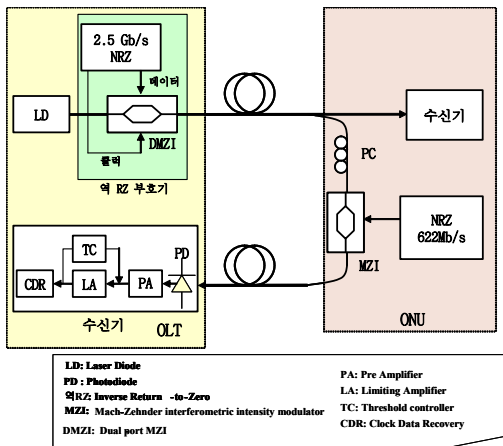 2.5 Gb/s
NRZ
데이터
LD
DMZI
클럭
역 RZ 부호기
수신기
PC
NRZ
622Mb/s
MZI
TC
PD
CDR
LA
PA
수신기
OLT
ONU
LD: Laser Diode
PD : Photodiode
역RZ: Inverse Return -to-Zero
MZI: Mach-Zehnder interferometric intensity modulator
DMZI: Dual port MZI
PA: Pre Amplifier
LA: Limiting Amplifier
TC: Threshold controller
CDR: Clock Data Recovery